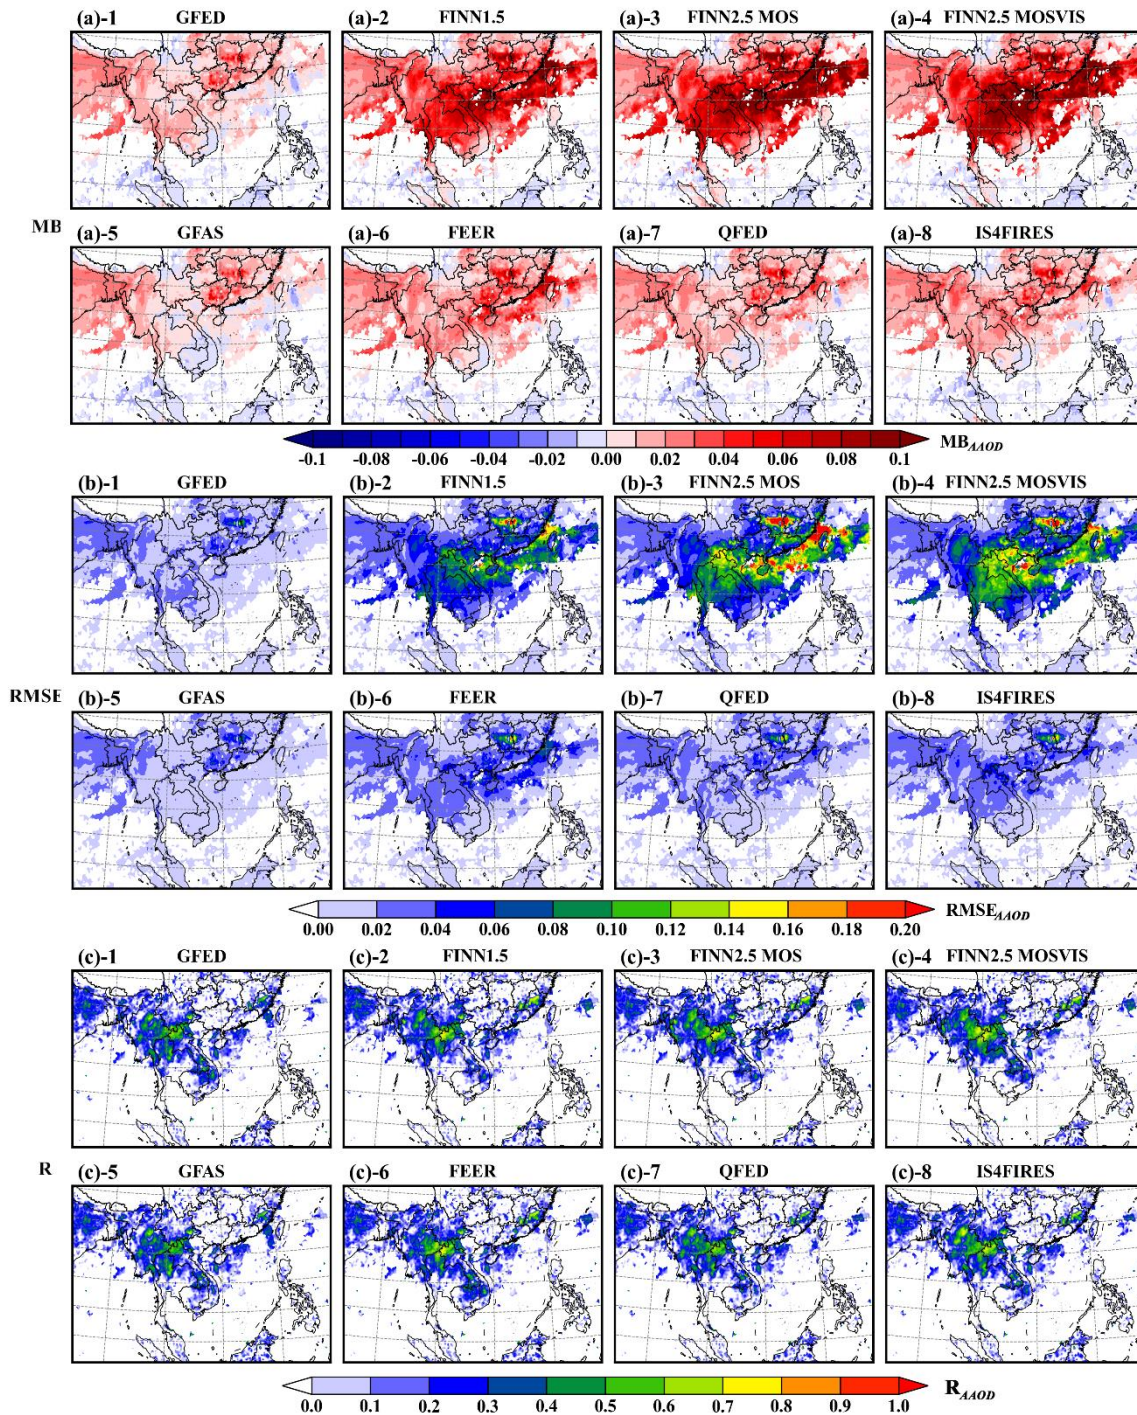 (a)-1 GFED (a)-2 FINN1.5 (a)-3 FINN2.5 MOS (a)-4 FINN2.5 MOSVIS
MB
(a)-5 GFAS (a)-6 FEER (a)-7 QFED (a)-8 IS4FIRES
-0.1 -0.08 -0.06 -0.04 -0.02 0.00 0.02 0.04 0.06 0.08 0.1 MBAAOD
(b)-1 GFED (b)-2 FINN1.5 (b)-3 FINN2.5 MOS (b)-4 FINN2.5 MOSVIS
RMSE
(b)-5 GFAS (b)-6 FEER (b)-7 QFED (b)-8 IS4FIRES
0.00 0.02 0.04 0.06 0.08 0.10 0.12 0.14 0.16 0.18 0.20 RMSEAAOD
(c)-1 GFED (c)-2 FINN1.5 (c)-3 FINN2.5 MOS (c)-4 FINN2.5 MOSVIS
R
(c)-5 GFAS (c)-6 FEER (c)-7 QFED (c)-8 IS4FIRES
0.0 0.1 0.2 0.3 0.4 0.5 0.6 0.7 0.8 0.9 1.0 RAAOD